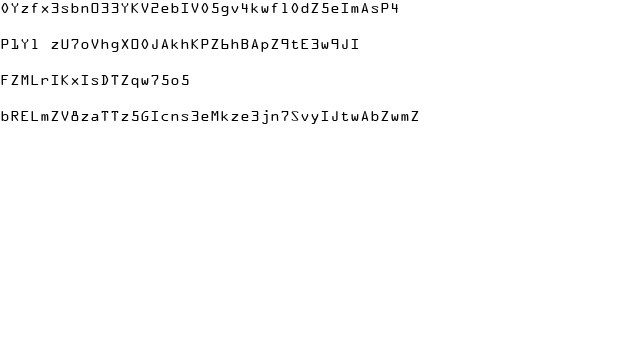 0Yzfx3sbnO33YKV2ebIV05gv4kwfl0dZ5eImAsP4
P1Yl zU7oVhgXO0JAkhKPZ6hBApZ9tE3w9JI
FZMLrIKxIsDTZqw75o5
bRELmZV8zaTTz5GIcns3eMkze3jn7SvyIJtwAbZwmZ